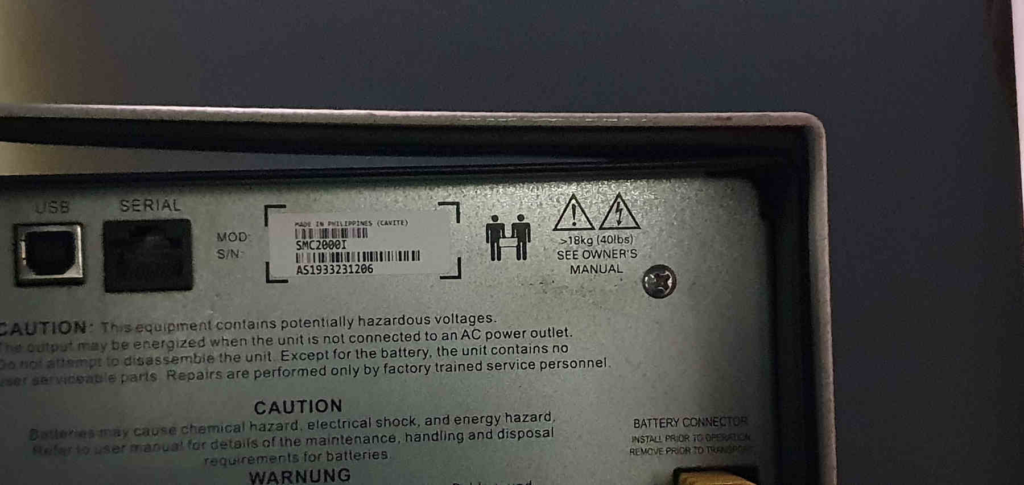 USB
SERIAL
MADE IN PHILIPPINES (CAVITE)
MOD:
SMC2000I
S/N:
AS1933231206
>18kg (40lbs)
SEE OWNER'S
MANUAL
CAUTION: This equipment contains potentially hazardous voltages.
The output may be energized when the unit is not connected to an AC power outlet.
Do not attempt to disassemble the unit. Except for the battery, the unit contains no
user serviceable parts. Repairs are performed only by factory trained service personnel.
CAUTION
Batteries may cause chemical hazard, electrical shock, and energy hazard.
Refer to user manual for details of the maintenance, handling and disposal
requirements for batteries.
WARNUNG
BATTERY CONNECTOR
INSTALL PRIOR TO OPERATION
REMOVE PRIOR TO TRANSPORT